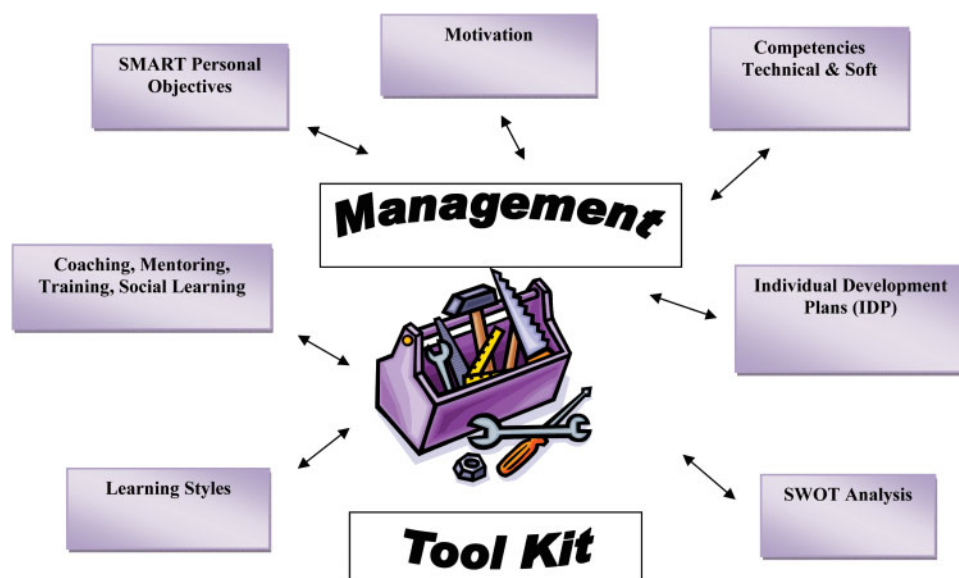 Motivation
SMART Personal
Objectives
Competencies
Technical & Soft
Management
Coaching, Mentoring,
Training, Social Learning
Individual Development
Plans (IDP)
Learning Styles
SWOT Analysis
Tool Kit